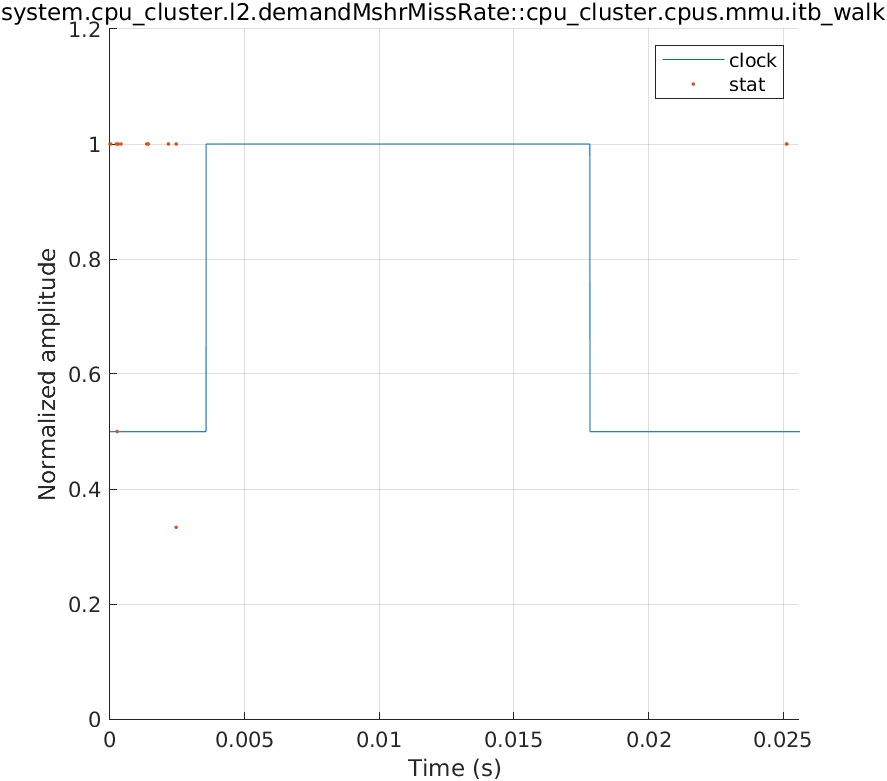 system.cpu_cluster.l2.demandMshrMissRate::cpu_cluster.cpus.mmu.itb_walk
1.2
1
0.8
0.6
0.4
0.2
0
Normalized amplitude
clock
stat
0
0.005
0.01
0.015
0.02
0.025
Time (s)